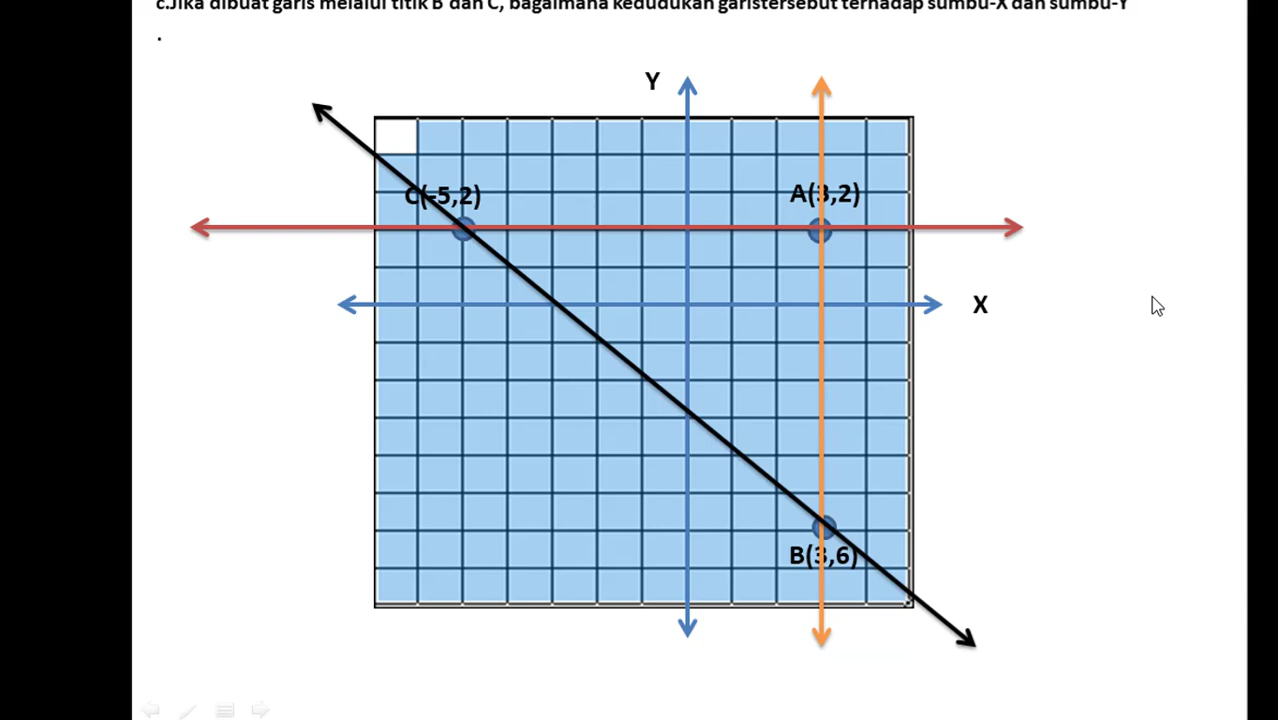 c.Jika dibuat garis melalui titik B dan C, bagaimana kedudukan garistersebut terhadap sumbu-X dan sumbu-Y
.
Y
C(-5,2)
A(3,2)
X
B(3,6)